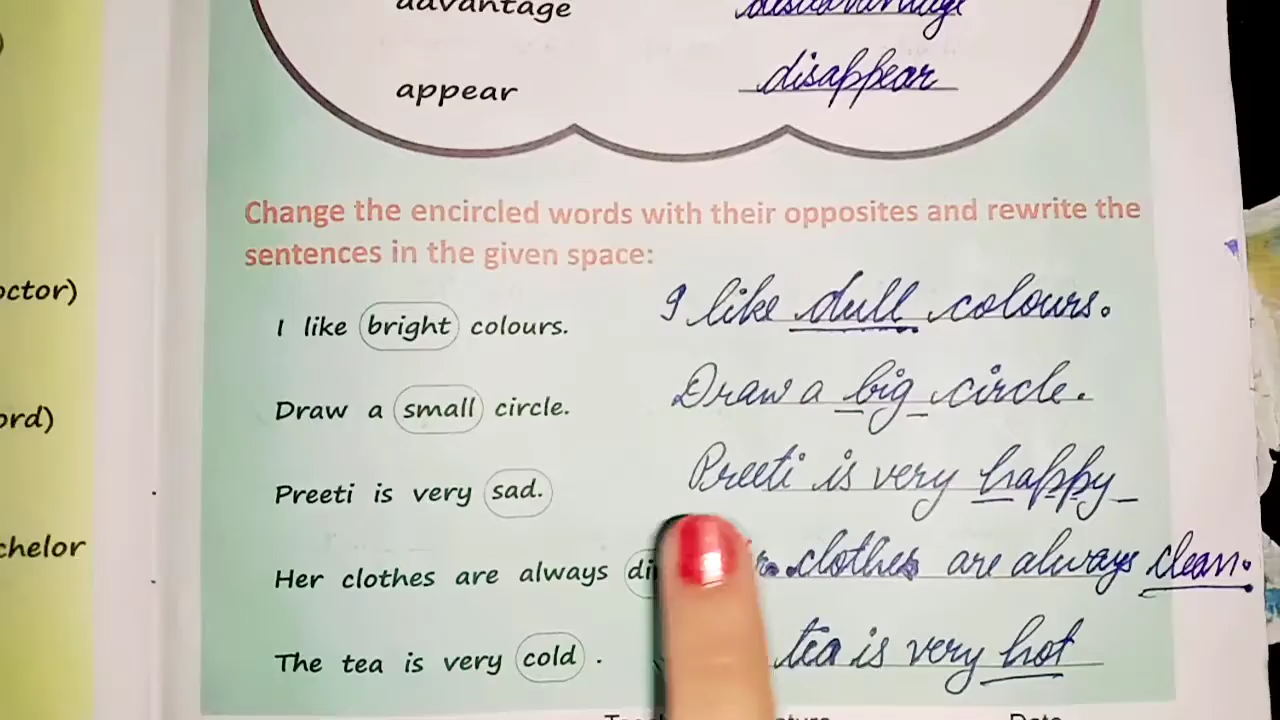 advantage disadvantage
appear disappear
Change the encircled words with their opposites and rewrite the
sentences in the given space:
I like bright colours. I like dull colours.
Draw a small circle. Draw a big circle.
Preeti is very sad. Preeti is very happy
Her clothes are always clothes are always clean.
The tea is very cold . tea is very hot
octor)
ord)
chelor
Date